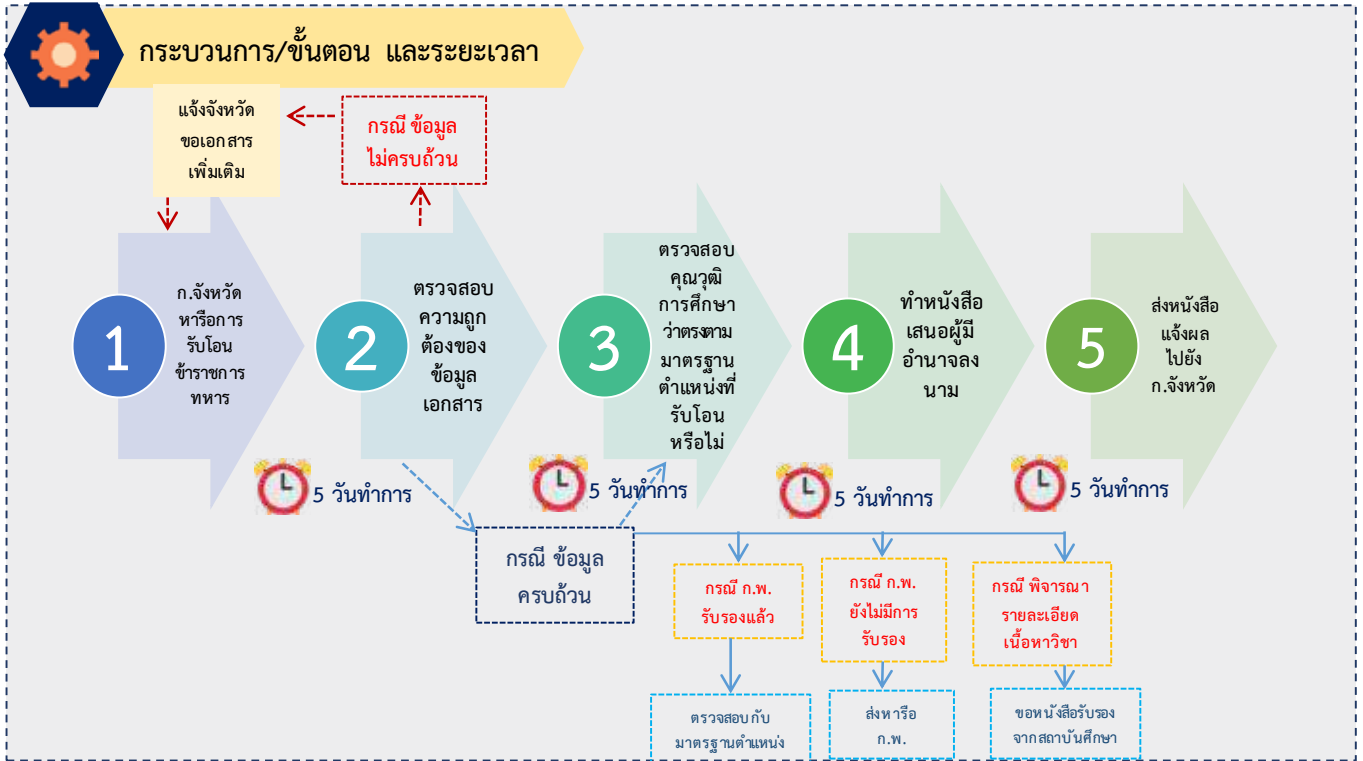 กระบวนการ/ขั้นตอน และระยะเวลา
แจ้งจังหวัด
ขอเอกสาร
เพิ่มเติม
กรณี ข้อมูล
ไม่ครบถ้วน
1
ก.จังหวัด
หารือการ
รับโอน
ข้าราชการ
ทหาร
2
ตรวจสอบ
ความถูก
ต้องของ
ข้อมูล
เอกสาร
3
ตรวจสอบ
คุณวุฒิ
การศึกษา
ว่าตรงตาม
มาตรฐาน
ตำแหน่งที่
รับโอน
หรือไม่
4
ทำหนังสือ
เสนอผู้มี
อำนาจลง
นาม
5
ส่งหนังสือ
แจ้งผล
ไปยัง
ก.จังหวัด
5 วันทำการ
5 วันทำการ
5 วันทำการ
5 วันทำการ
กรณี ข้อมูล
ครบถ้วน
กรณี ก.พ.
รับรองแล้ว
กรณี ก.พ.
ยังไม่มีการ
รับรอง
กรณี พิจารณา
รายละเอียด
เนื้อหาวิชา
ตรวจสอบกับ
มาตรฐานตำแหน่ง
ส่งหารือ
ก.พ.
ขอหนังสือรับรอง
จากสถาบันศึกษา